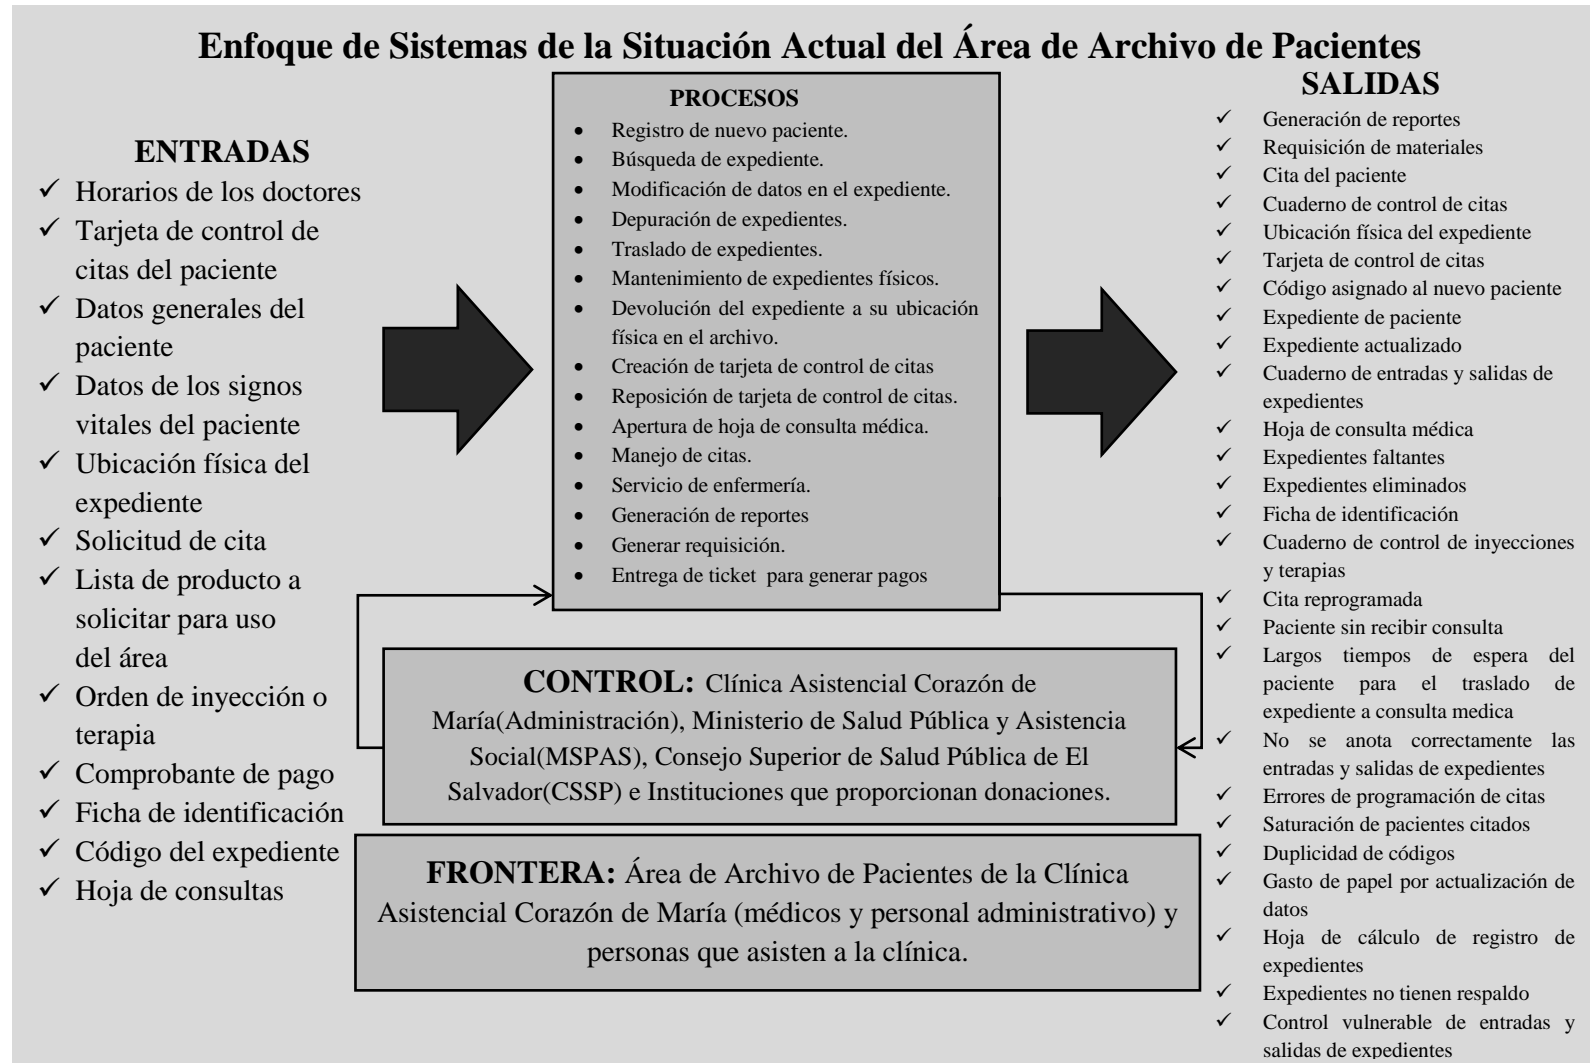 Enfoque de Sistemas de la Situación Actual del Área de Archivo de Pacientes
ENTRADAS
✓ Horarios de los doctores
✓ Tarjeta de control de
citas del paciente
✓ Datos generales del
paciente
✓ Datos de los signos
vitales del paciente
✓ Ubicación física del
expediente
✓ Solicitud de cita
✓ Lista de producto a
solicitar para uso
del área
✓ Orden de inyección o
terapia
✓ Comprobante de pago
✓ Ficha de identificación
✓ Código del expediente
✓ Hoja de consultas
PROCESOS
• Registro de nuevo paciente.
• Búsqueda de expediente.
• Modificación de datos en el expediente.
• Depuración de expedientes.
• Traslado de expedientes.
• Mantenimiento de expedientes físicos.
• Devolución del expediente a su ubicación
física en el archivo.
• Creación de tarjeta de control de citas
• Reposición de tarjeta de control de citas.
• Apertura de hoja de consulta médica.
• Manejo de citas.
• Servicio de enfermería.
• Generación de reportes
• Generar requisición.
• Entrega de ticket para generar pagos
CONTROL: Clínica Asistencial Corazón de
María(Administración), Ministerio de Salud Pública y Asistencia
Social(MSPAS), Consejo Superior de Salud Pública de El
Salvador(CSSP) e Instituciones que proporcionan donaciones.
FRONTERA: Área de Archivo de Pacientes de la Clínica
Asistencial Corazón de María (médicos y personal administrativo) y
personas que asisten a la clínica.
SALIDAS
✓ Generación de reportes
✓ Requisición de materiales
✓ Cita del paciente
✓ Cuaderno de control de citas
✓ Ubicación física del expediente
✓ Tarjeta de control de citas
✓ Código asignado al nuevo paciente
✓ Expediente de paciente
✓ Expediente actualizado
✓ Cuaderno de entradas y salidas de
expedientes
✓ Hoja de consulta médica
✓ Expedientes faltantes
✓ Expedientes eliminados
✓ Ficha de identificación
✓ Cuaderno de control de inyecciones
y terapias
✓ Cita reprogramada
✓ Paciente sin recibir consulta
✓ Largos tiempos de espera del
paciente para el traslado de
expediente a consulta medica
✓ No se anota correctamente las
entradas y salidas de expedientes
✓ Errores de programación de citas
✓ Saturación de pacientes citados
✓ Duplicidad de códigos
✓ Gasto de papel por actualización de
datos
✓ Hoja de cálculo de registro de
expedientes
✓ Expedientes no tienen respaldo
✓ Control vulnerable de entradas y
salidas de expedientes